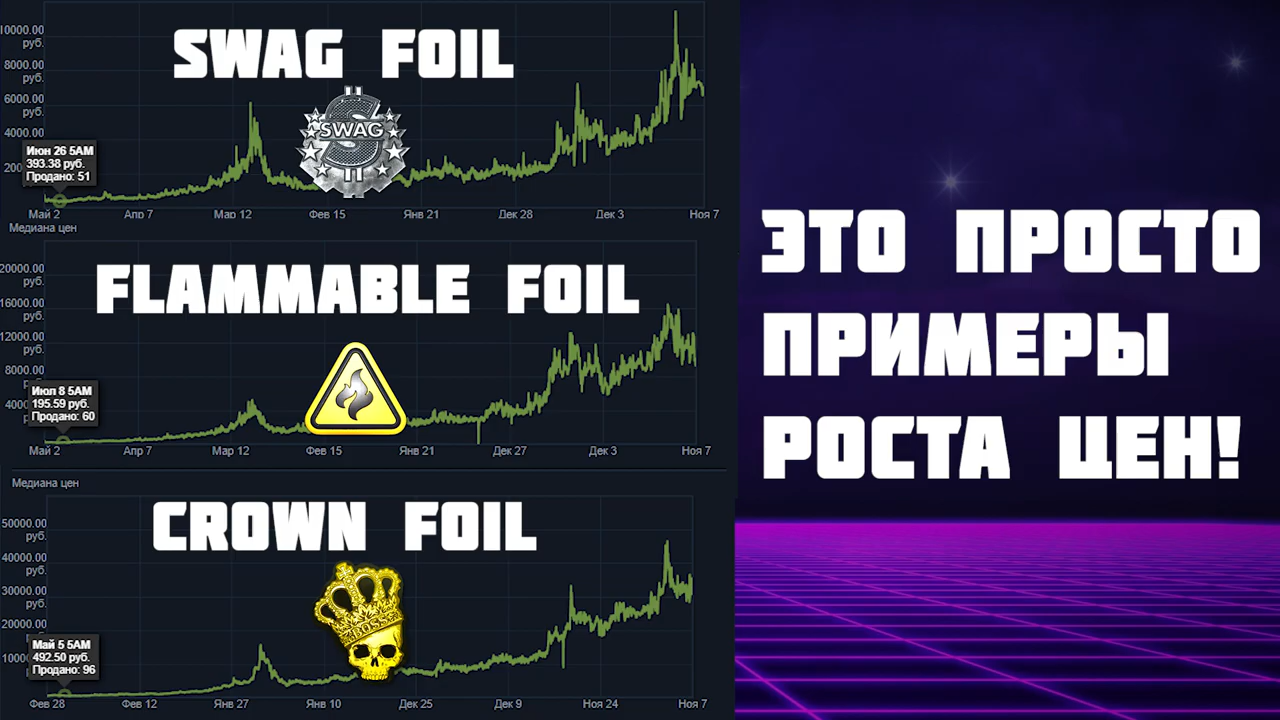 SWAG FOIL
10000.00
руб.
8000.00
руб.
6000.00
руб.
4000.00
руб.
200
руб.
Июн 26 5AM
393.38 руб.
Продано: 51
SWAG
Май 2 Апр 7 Мар 12 Фев 15 Янв 21 Дек 28 Дек 3 Ноя 7
Медиана цен
FLAMMABLE FOIL
20000.00
руб.
16000.00
руб.
12000.00
руб.
8000.00
руб.
4000
Июл 8 5AM
195.59 руб.
Продано: 60
Май 2 Апр 7 Мар 12 Фев 15 Янв 21 Дек 27 Дек 3 Ноя 7
Медиана цен
CROWN FOIL
50000.00
руб.
40000.00
руб.
30000.00
руб.
20000.00
руб.
10000
Май 5 5AM
492.50 руб.
Продано: 96
BOSS
Фев 28 Фев 12 Янв 27 Янв 10 Дек 25 Дек 9 Ноя 24 Ноя 7
ЭТО ПРОСТО
ПРИМЕРЫ
РОСТА ЦЕН!